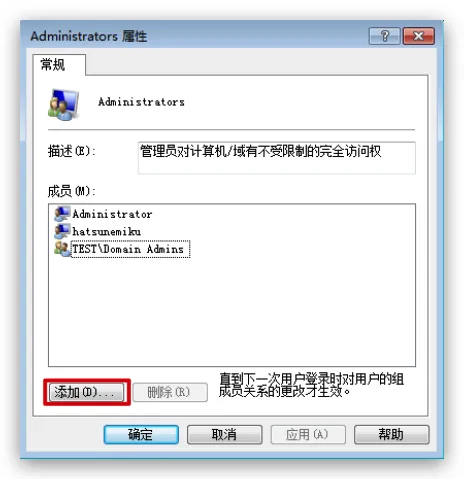 Administrators 属性
常规
Administrators
描述(E):
管理员对计算机/域有不受限制的完全访问权
成员(M):
Administrator
hatsunemiku
TEST\Domain Admins
添加(D)...
删除(R)
直到下一次用户登录时对用户的组
成员关系的更改才生效。
确定
取消
应用(A)
帮助